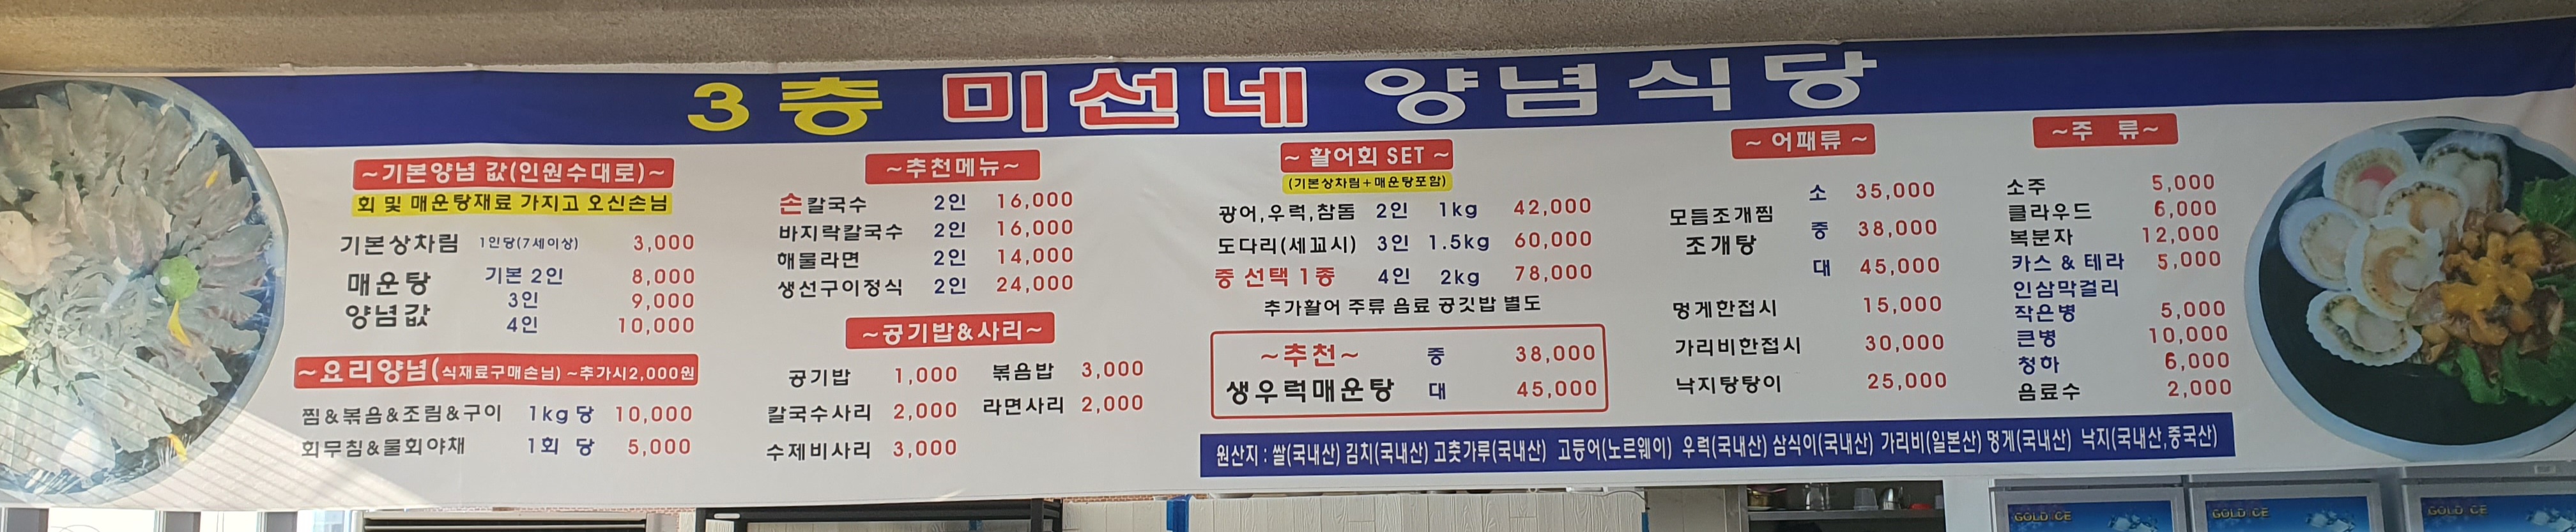 3층 미선네 양념식당
~기본양념 값(인원수대로)~
회 및 매운탕재료 가지고 오신손님
기본상차림 1인당(7세이상) 3,000
매운탕 양념값 기본 2인 8,000
3인 9,000
4인 10,000
~요리양념(식재료구매손님) ~추가시2,000원
찜&볶음&조림&구이 1kg 당 10,000
회무침&물회야채 1회 당 5,000
~추천메뉴~
손칼국수 2인 16,000
바지락칼국수 2인 16,000
해물라면 2인 14,000
생선구이정식 2인 24,000
~공기밥&사리~
공기밥 1,000 볶음밥 3,000
칼국수사리 2,000 라면사리 2,000
수제비사리 3,000
~ 활어회 SET ~
(기본상차림+매운탕포함)
광어,우럭,참돔 2인 1kg 42,000
도다리(세꼬시) 3인 1.5kg 60,000
중 선택 1종 4인 2kg 78,000
추가활어 주류 음료 공깃밥 별도
~추천~ 중 38,000
생우럭매운탕 대 45,000
~ 어패류 ~
모듬조개찜 조개탕
소 35,000
중 38,000
대 45,000
멍게한접시 15,000
가리비한접시 30,000
낙지탕탕이 25,000
~주 류~
소주 5,000
클라우드 6,000
복분자 12,000
카스 & 테라 5,000
인삼막걸리
작은병 5,000
큰병 10,000
청하 6,000
음료수 2,000
원산지 : 쌀(국내산) 김치(국내산) 고춧가루(국내산) 고등어(노르웨이) 우럭(국내산) 삼식이(국내산) 가리비(일본산) 멍게(국내산) 낙지(국내산,중국산)
GOLD ICE
GOLD ICE
GOLD ICE